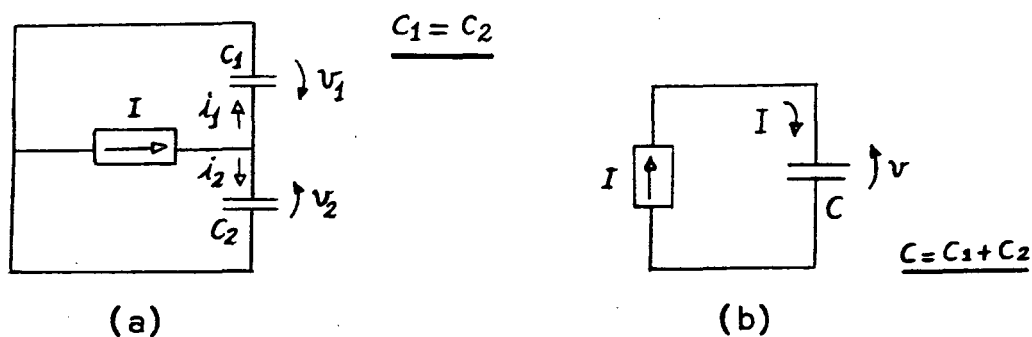 C1 = C2
C1
v1
I
i1
i2
v2
C2
I
I
v
C
C = C1 + C2
(a)
(b)